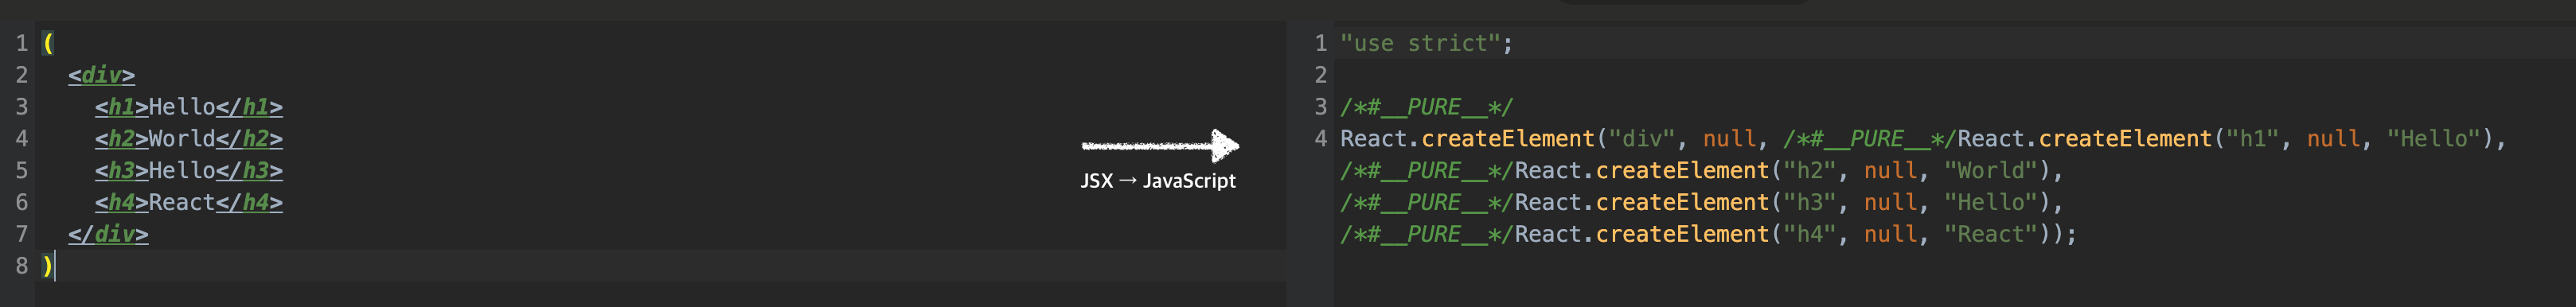 1 (
2   <div>
3     <h1>Hello</h1>
4     <h2>World</h2>
5     <h3>Hello</h3>
6     <h4>React</h4>
7   </div>
8 )
JSX → JavaScript
1 "use strict";
2
3 /*#__PURE__*/
4 React.createElement("div", null, /*#__PURE__*/React.createElement("h1", null, "Hello"),
/*#__PURE__*/React.createElement("h2", null, "World"),
/*#__PURE__*/React.createElement("h3", null, "Hello"),
/*#__PURE__*/React.createElement("h4", null, "React"));